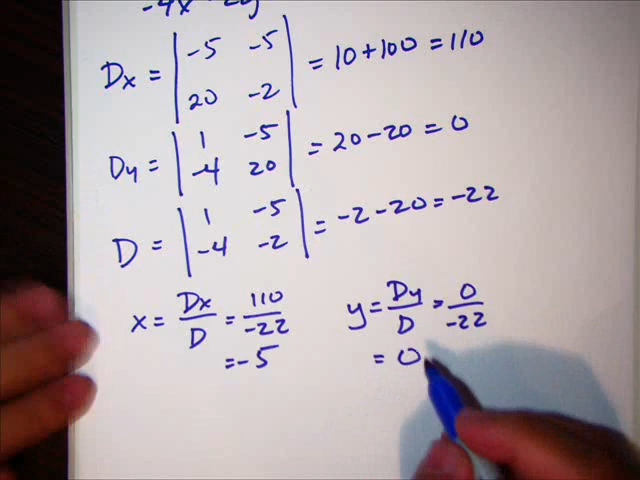 -4x
Dx = | -5 -5 | = 10 + 100 = 110
| 20 -2 |
Dy = | 1 -5 | = 20 - 20 = 0
| -4 20 |
D = | 1 -5 | = -2 - 20 = -22
| -4 -2 |
x = Dx/D = 110/-22
= -5
y = Dy/D = 0/-22
= 0